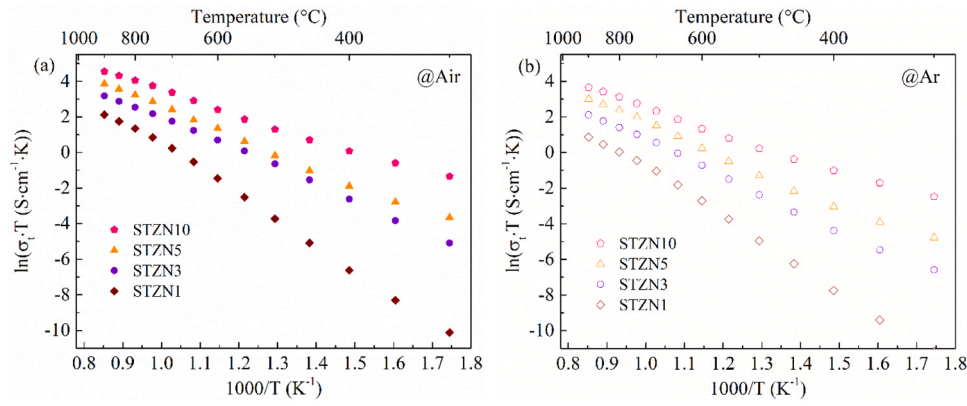 Temperature (°C)
1000 800 600 400
(a)
@Air
4
2
0
-2
-4
-6
-8
-10
ln(σt·T (S·cm-1·K))
STZN10
STZN5
STZN3
STZN1
0.8 0.9 1.0 1.1 1.2 1.3 1.4 1.5 1.6 1.7 1.8
1000/T (K-1)
Temperature (°C)
1000 800 600 400
(b)
@Ar
4
2
0
-2
-4
-6
-8
-10
ln(σt·T (S·cm-1·K))
STZN10
STZN5
STZN3
STZN1
0.8 0.9 1.0 1.1 1.2 1.3 1.4 1.5 1.6 1.7 1.8
1000/T (K-1)